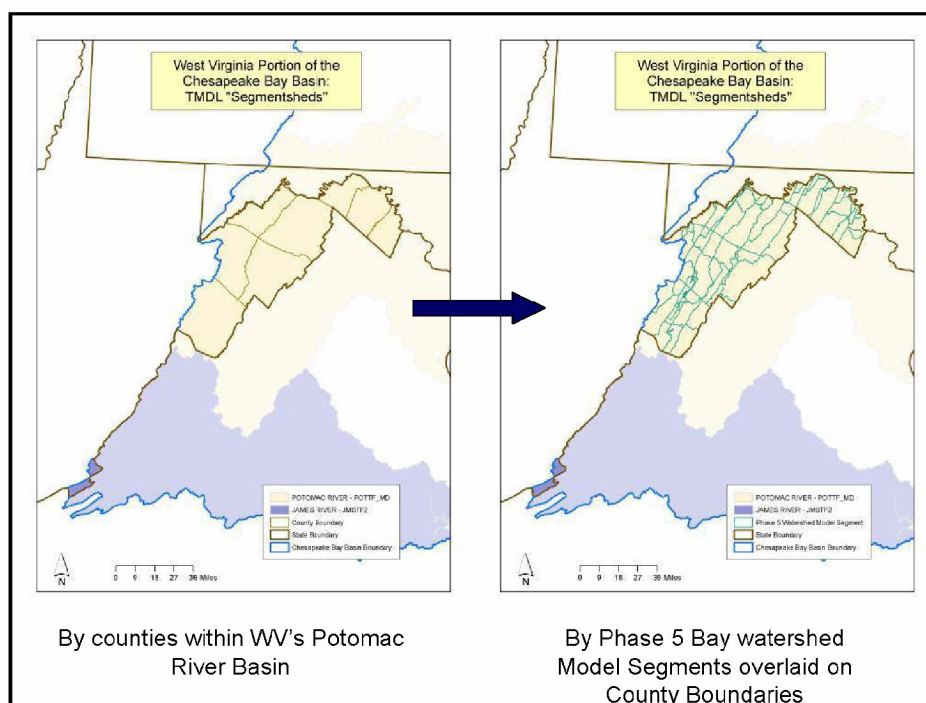 West Virginia Portion of the
Chesapeake Bay Basin:
TMDL "Segmentsheds"
POTOMAC RIVER - POTTF_MD
JAMES RIVER - JMSTF2
County Boundary
State Boundary
Chesapeake Bay Basin Boundary
N
0 9 18 27 36 Miles
By counties within WV's Potomac
River Basin
West Virginia Portion of the
Chesapeake Bay Basin:
TMDL "Segmentsheds"
POTOMAC RIVER - POTTF_MD
JAMES RIVER - JMSTF2
Phase 5 Watershed Model Segment
State Boundary
Chesapeake Bay Basin Boundary
N
0 9 18 27 36 Miles
By Phase 5 Bay watershed
Model Segments overlaid on
County Boundaries